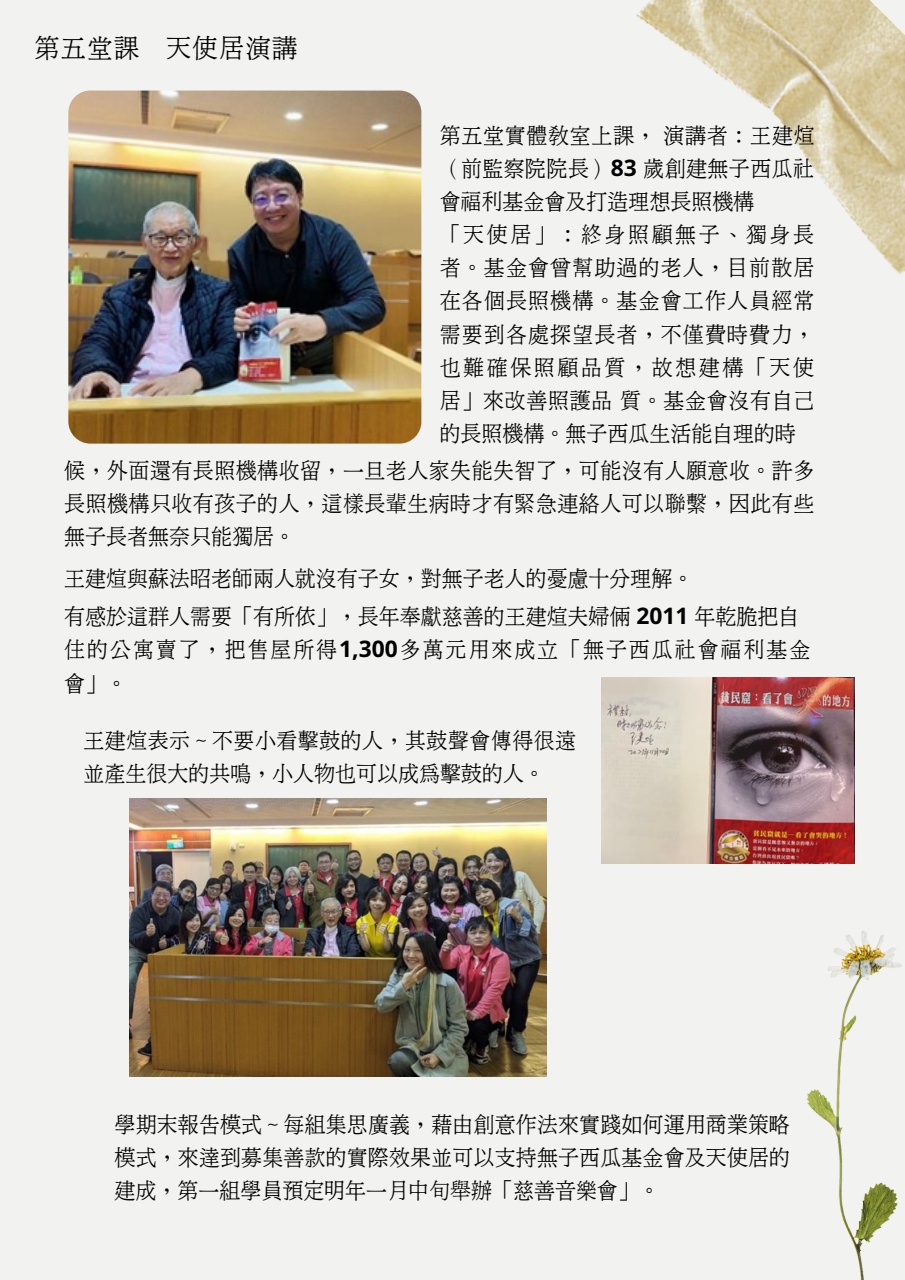 第五堂課　天使居演講
第五堂實體教室上課， 演講者：王建煊
（前監察院院長）83 歲創建無子西瓜社
會福利基金會及打造理想長照機構
「天使居」：終身照顧無子、獨身長
者。基金會曾幫助過的老人，目前散居
在各個長照機構。基金會工作人員經常
需要到各處探望長者，不僅費時費力，
也難確保照顧品質，故想建構「天使
居」來改善照護品 質。基金會沒有自己
的長照機構。無子西瓜生活能自理的時
候，外面還有長照機構收留，一旦老人家失能失智了，可能沒有人願意收。許多
長照機構只收有孩子的人，這樣長輩生病時才有緊急連絡人可以聯繫，因此有些
無子長者無奈只能獨居。
王建煊與蘇法昭老師兩人就沒有子女，對無子老人的憂慮十分理解。
有感於這群人需要「有所依」，長年奉獻慈善的王建煊夫婦倆 2011 年乾脆把自
住的公寓賣了，把售屋所得1,300多萬元用來成立「無子西瓜社會福利基金
會」。
貧民窟：看了會 的地方
貧民窟就是一看了會哭的地方！
王建煊表示 ~ 不要小看擊鼓的人，其鼓聲會傳得很遠
並產生很大的共鳴，小人物也可以成為擊鼓的人。
學期末報告模式 ~ 每組集思廣義，藉由創意作法來實踐如何運用商業策略
模式，來達到募集善款的實際效果並可以支持無子西瓜基金會及天使居的
建成，第一組學員預定明年一月中旬舉辦「慈善音樂會」。